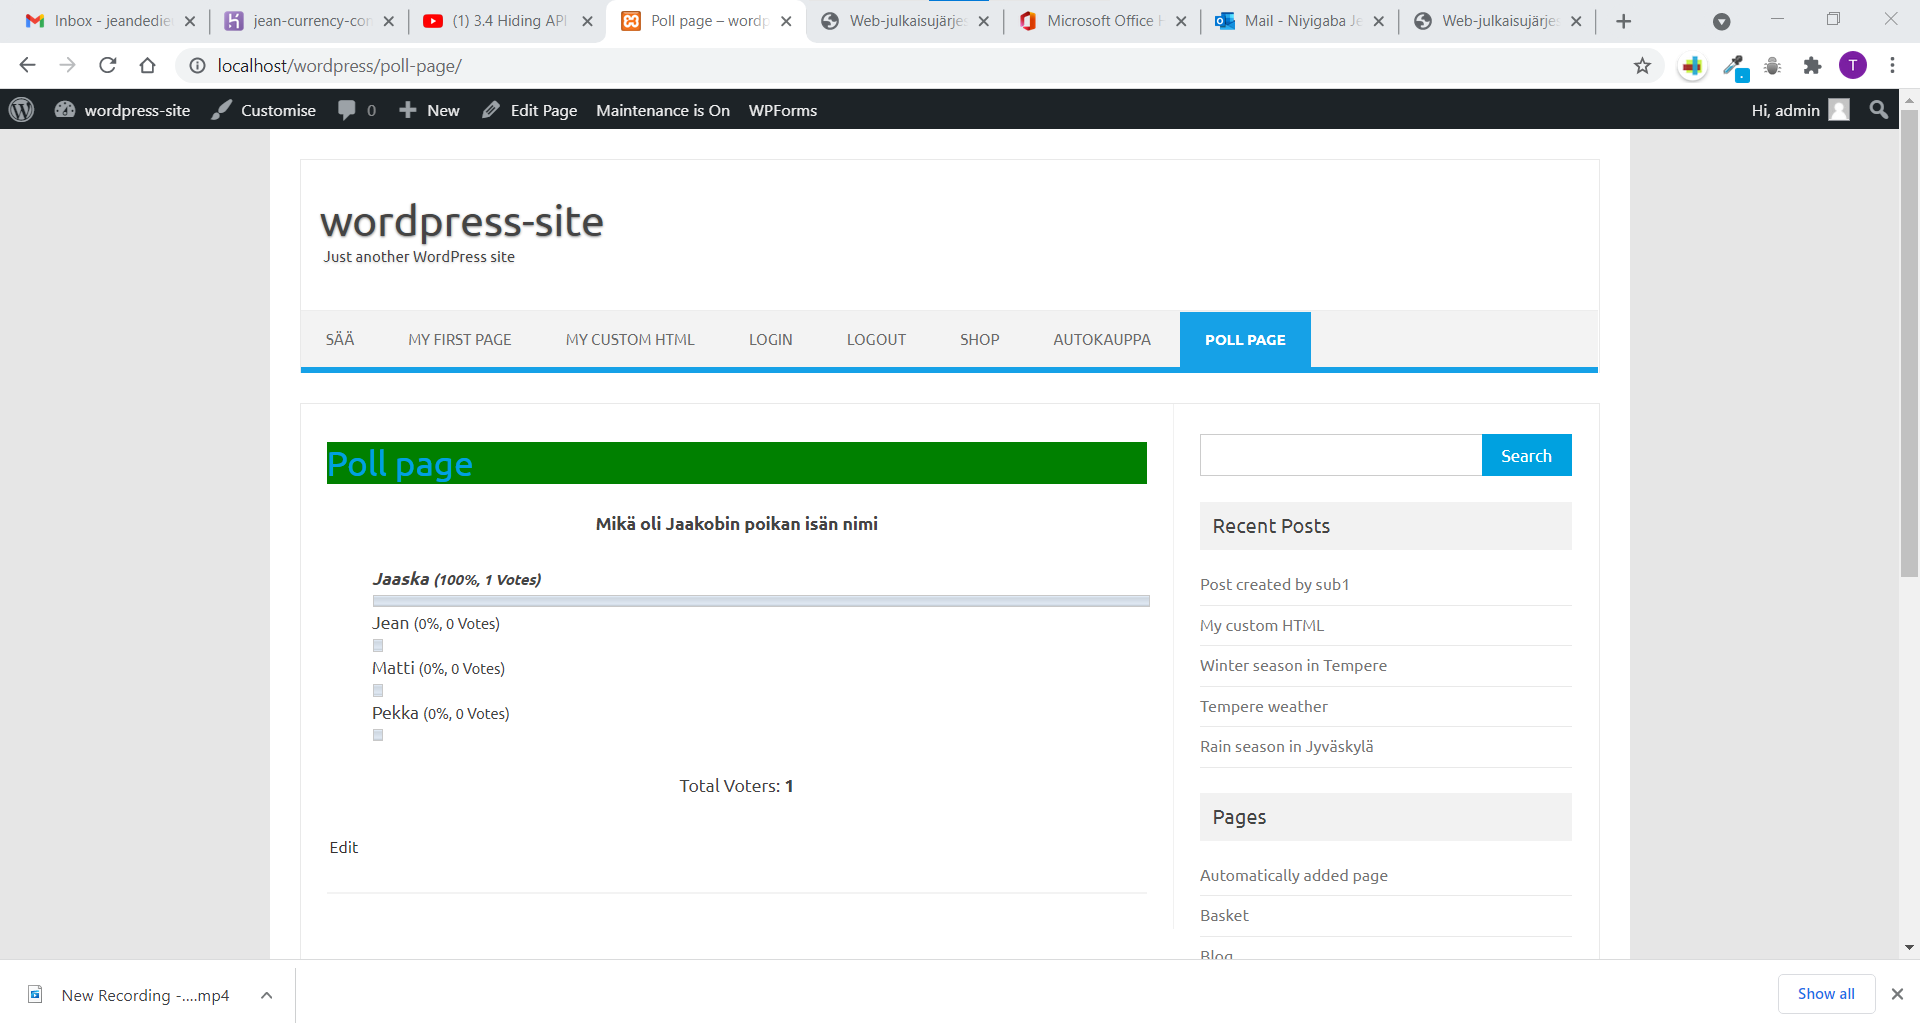 Inbox - jeandedie
jean-currency-con
(1) 3.4 Hiding API
Poll page – wordp
Web-julkaisujärjes
Microsoft Office H
Mail - Niyigaba Je
Web-julkaisujärjes
localhost/wordpress/poll-page/
T
wordpress-site
Customise
0
New
Edit Page
Maintenance is On
WPForms
Hi, admin
wordpress-site
Just another WordPress site
SÄÄ
MY FIRST PAGE
MY CUSTOM HTML
LOGIN
LOGOUT
SHOP
AUTOKAUPPA
POLL PAGE
Poll page
Mikä oli Jaakobin poikan isän nimi
Jaaska (100%, 1 Votes)
Jean (0%, 0 Votes)
Matti (0%, 0 Votes)
Pekka (0%, 0 Votes)
Total Voters: 1
Edit
Search
Recent Posts
Post created by sub1
My custom HTML
Winter season in Tempere
Tempere weather
Rain season in Jyväskylä
Pages
Automatically added page
Basket
Blog
New Recording -....mp4
Show all